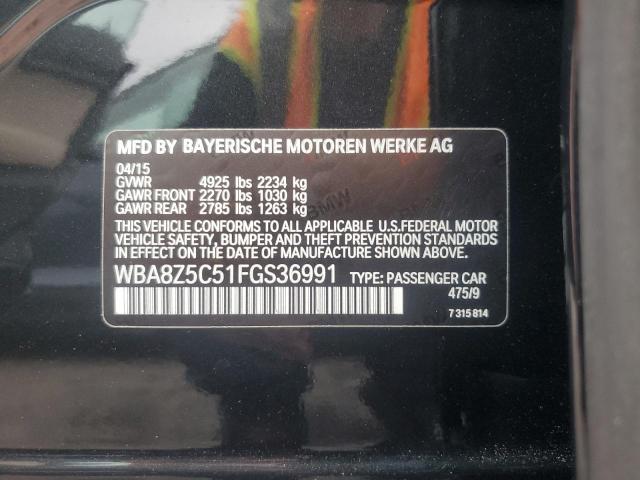 MFD BY BAYERISCHE MOTOREN WERKE AG
04/15
GVWR 4925 lbs 2234 kg
GAWR FRONT 2270 lbs 1030 kg
GAWR REAR 2785 lbs 1263 kg
THIS VEHICLE CONFORMS TO ALL APPLICABLE U.S.FEDERAL MOTOR
VEHICLE SAFETY, BUMPER AND THEFT PREVENTION STANDARDS
IN EFFECT ON THE DATE OF MANUFACTURE SHOWN ABOVE.
WBA8Z5C51FGS36991 TYPE: PASSENGER CAR
475/9
7 315 814